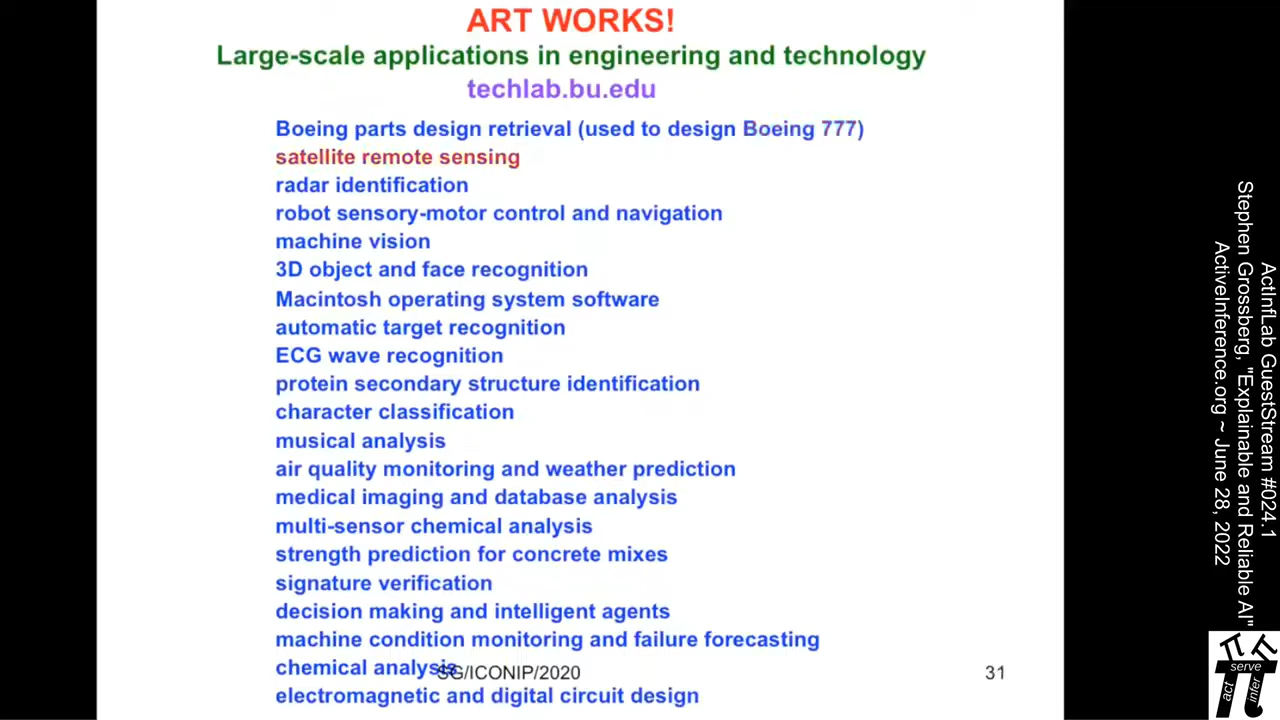 ART WORKS!
Large-scale applications in engineering and technology
techlab.bu.edu
Boeing parts design retrieval (used to design Boeing 777)
satellite remote sensing
radar identification
robot sensory-motor control and navigation
machine vision
3D object and face recognition
Macintosh operating system software
automatic target recognition
ECG wave recognition
protein secondary structure identification
character classification
musical analysis
air quality monitoring and weather prediction
medical imaging and database analysis
multi-sensor chemical analysis
strength prediction for concrete mixes
signature verification
decision making and intelligent agents
machine condition monitoring and failure forecasting
chemical analysis
SG/ICONIP/2020
31
electromagnetic and digital circuit design
ActInfLab GuestStream #024.1
Stephen Grossberg, "Explainable and Reliable AI"
ActiveInference.org ~ June 28, 2022
serve
act
infer